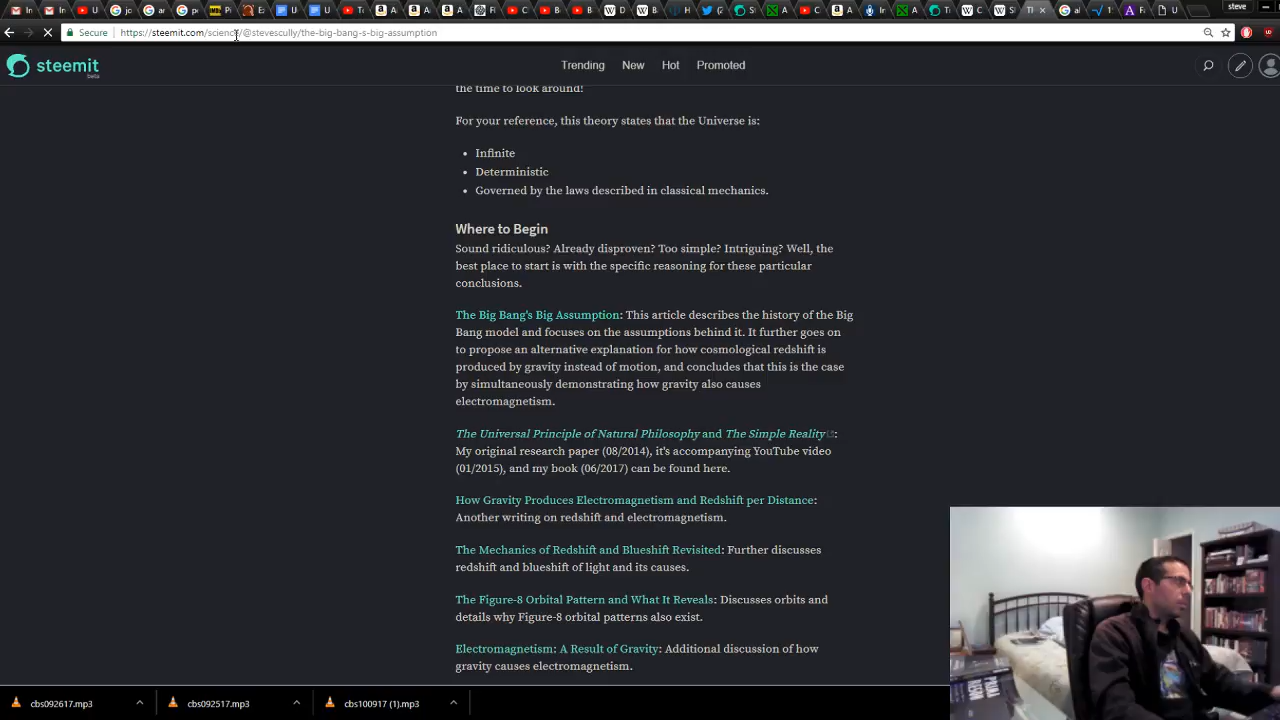 steve
Secure https://steemit.com/science/@stevescully/the-big-bang-s-big-assumption
steemit
beta
Trending New Hot Promoted
the time to look around!
For your reference, this theory states that the Universe is:
• Infinite
• Deterministic
• Governed by the laws described in classical mechanics.
Where to Begin
Sound ridiculous? Already disproven? Too simple? Intriguing? Well, the
best place to start is with the specific reasoning for these particular
conclusions.
The Big Bang's Big Assumption: This article describes the history of the Big
Bang model and focuses on the assumptions behind it. It further goes on
to propose an alternative explanation for how cosmological redshift is
produced by gravity instead of motion, and concludes that this is the case
by simultaneously demonstrating how gravity also causes
electromagnetism.
The Universal Principle of Natural Philosophy and The Simple Reality:
My original research paper (08/2014), it's accompanying YouTube video
(01/2015), and my book (06/2017) can be found here.
How Gravity Produces Electromagnetism and Redshift per Distance:
Another writing on redshift and electromagnetism.
The Mechanics of Redshift and Blueshift Revisited: Further discusses
redshift and blueshift of light and its causes.
The Figure-8 Orbital Pattern and What It Reveals: Discusses orbits and
details why Figure-8 orbital patterns also exist.
Electromagnetism: A Result of Gravity: Additional discussion of how
gravity causes electromagnetism.
cbs092617.mp3 cbs092517.mp3 cbs100917 (1).mp3